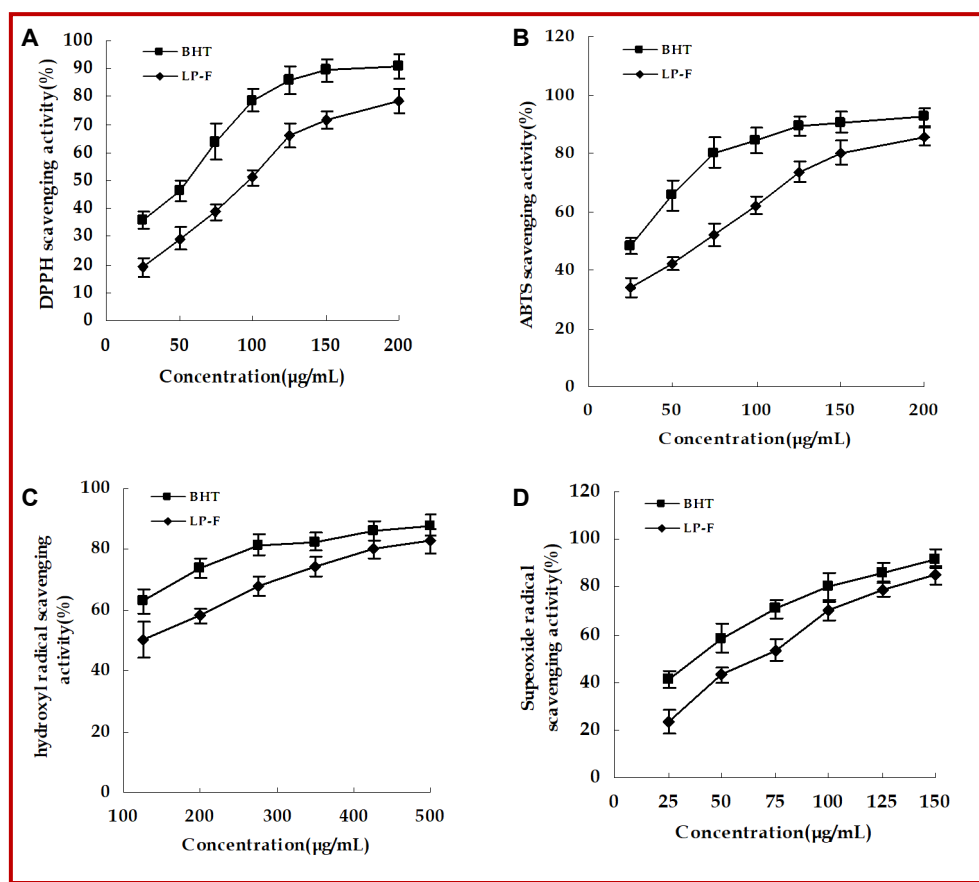 A
BHT
LP-F
DPPH scavenging activity(%)
100
90
80
70
60
50
40
30
20
10
0
0 50 100 150 200
Concentration(µg/mL)
B
BHT
LP-F
ABTS scavenging activity(%)
120
100
80
60
40
20
0
0 50 100 150 200
Concentration(µg/mL)
C
BHT
LP-F
hydroxyl radical scavenging
activity(%)
100
80
60
40
20
0
100 200 300 400 500
Concentration(µg/mL)
D
BHT
LP-F
Supeoxide radical
scavenging activity(%)
120
100
80
60
40
20
0
0 25 50 75 100 125 150
Concentration(µg/mL)